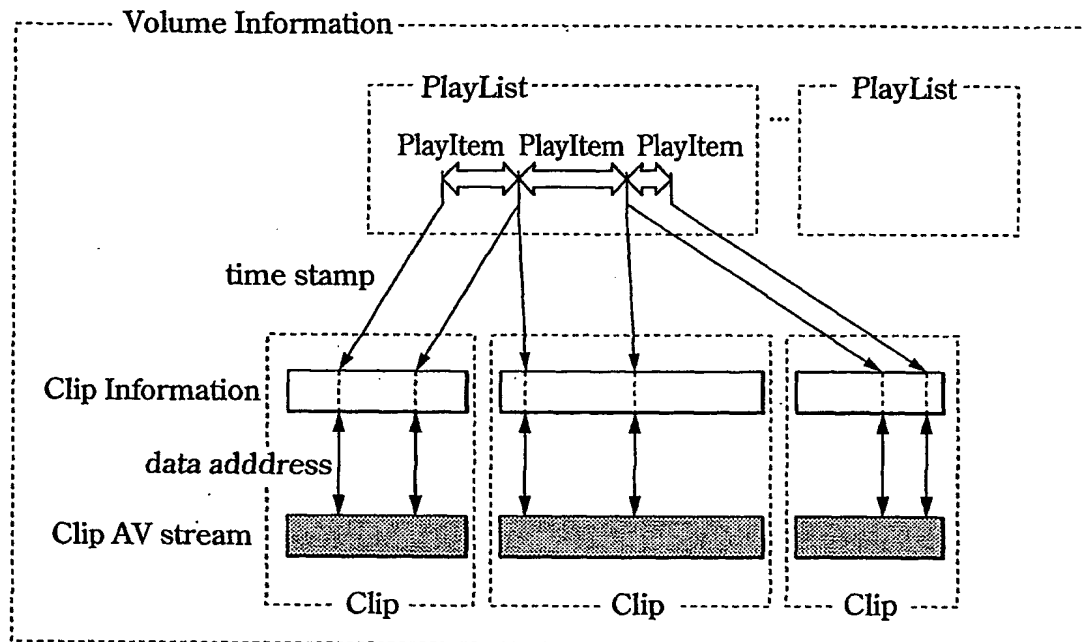 Volume Information
PlayList
PlayList
...
PlayItem PlayItem PlayItem
time stamp
Clip Information
data adddress
Clip AV stream
Clip
Clip
Clip